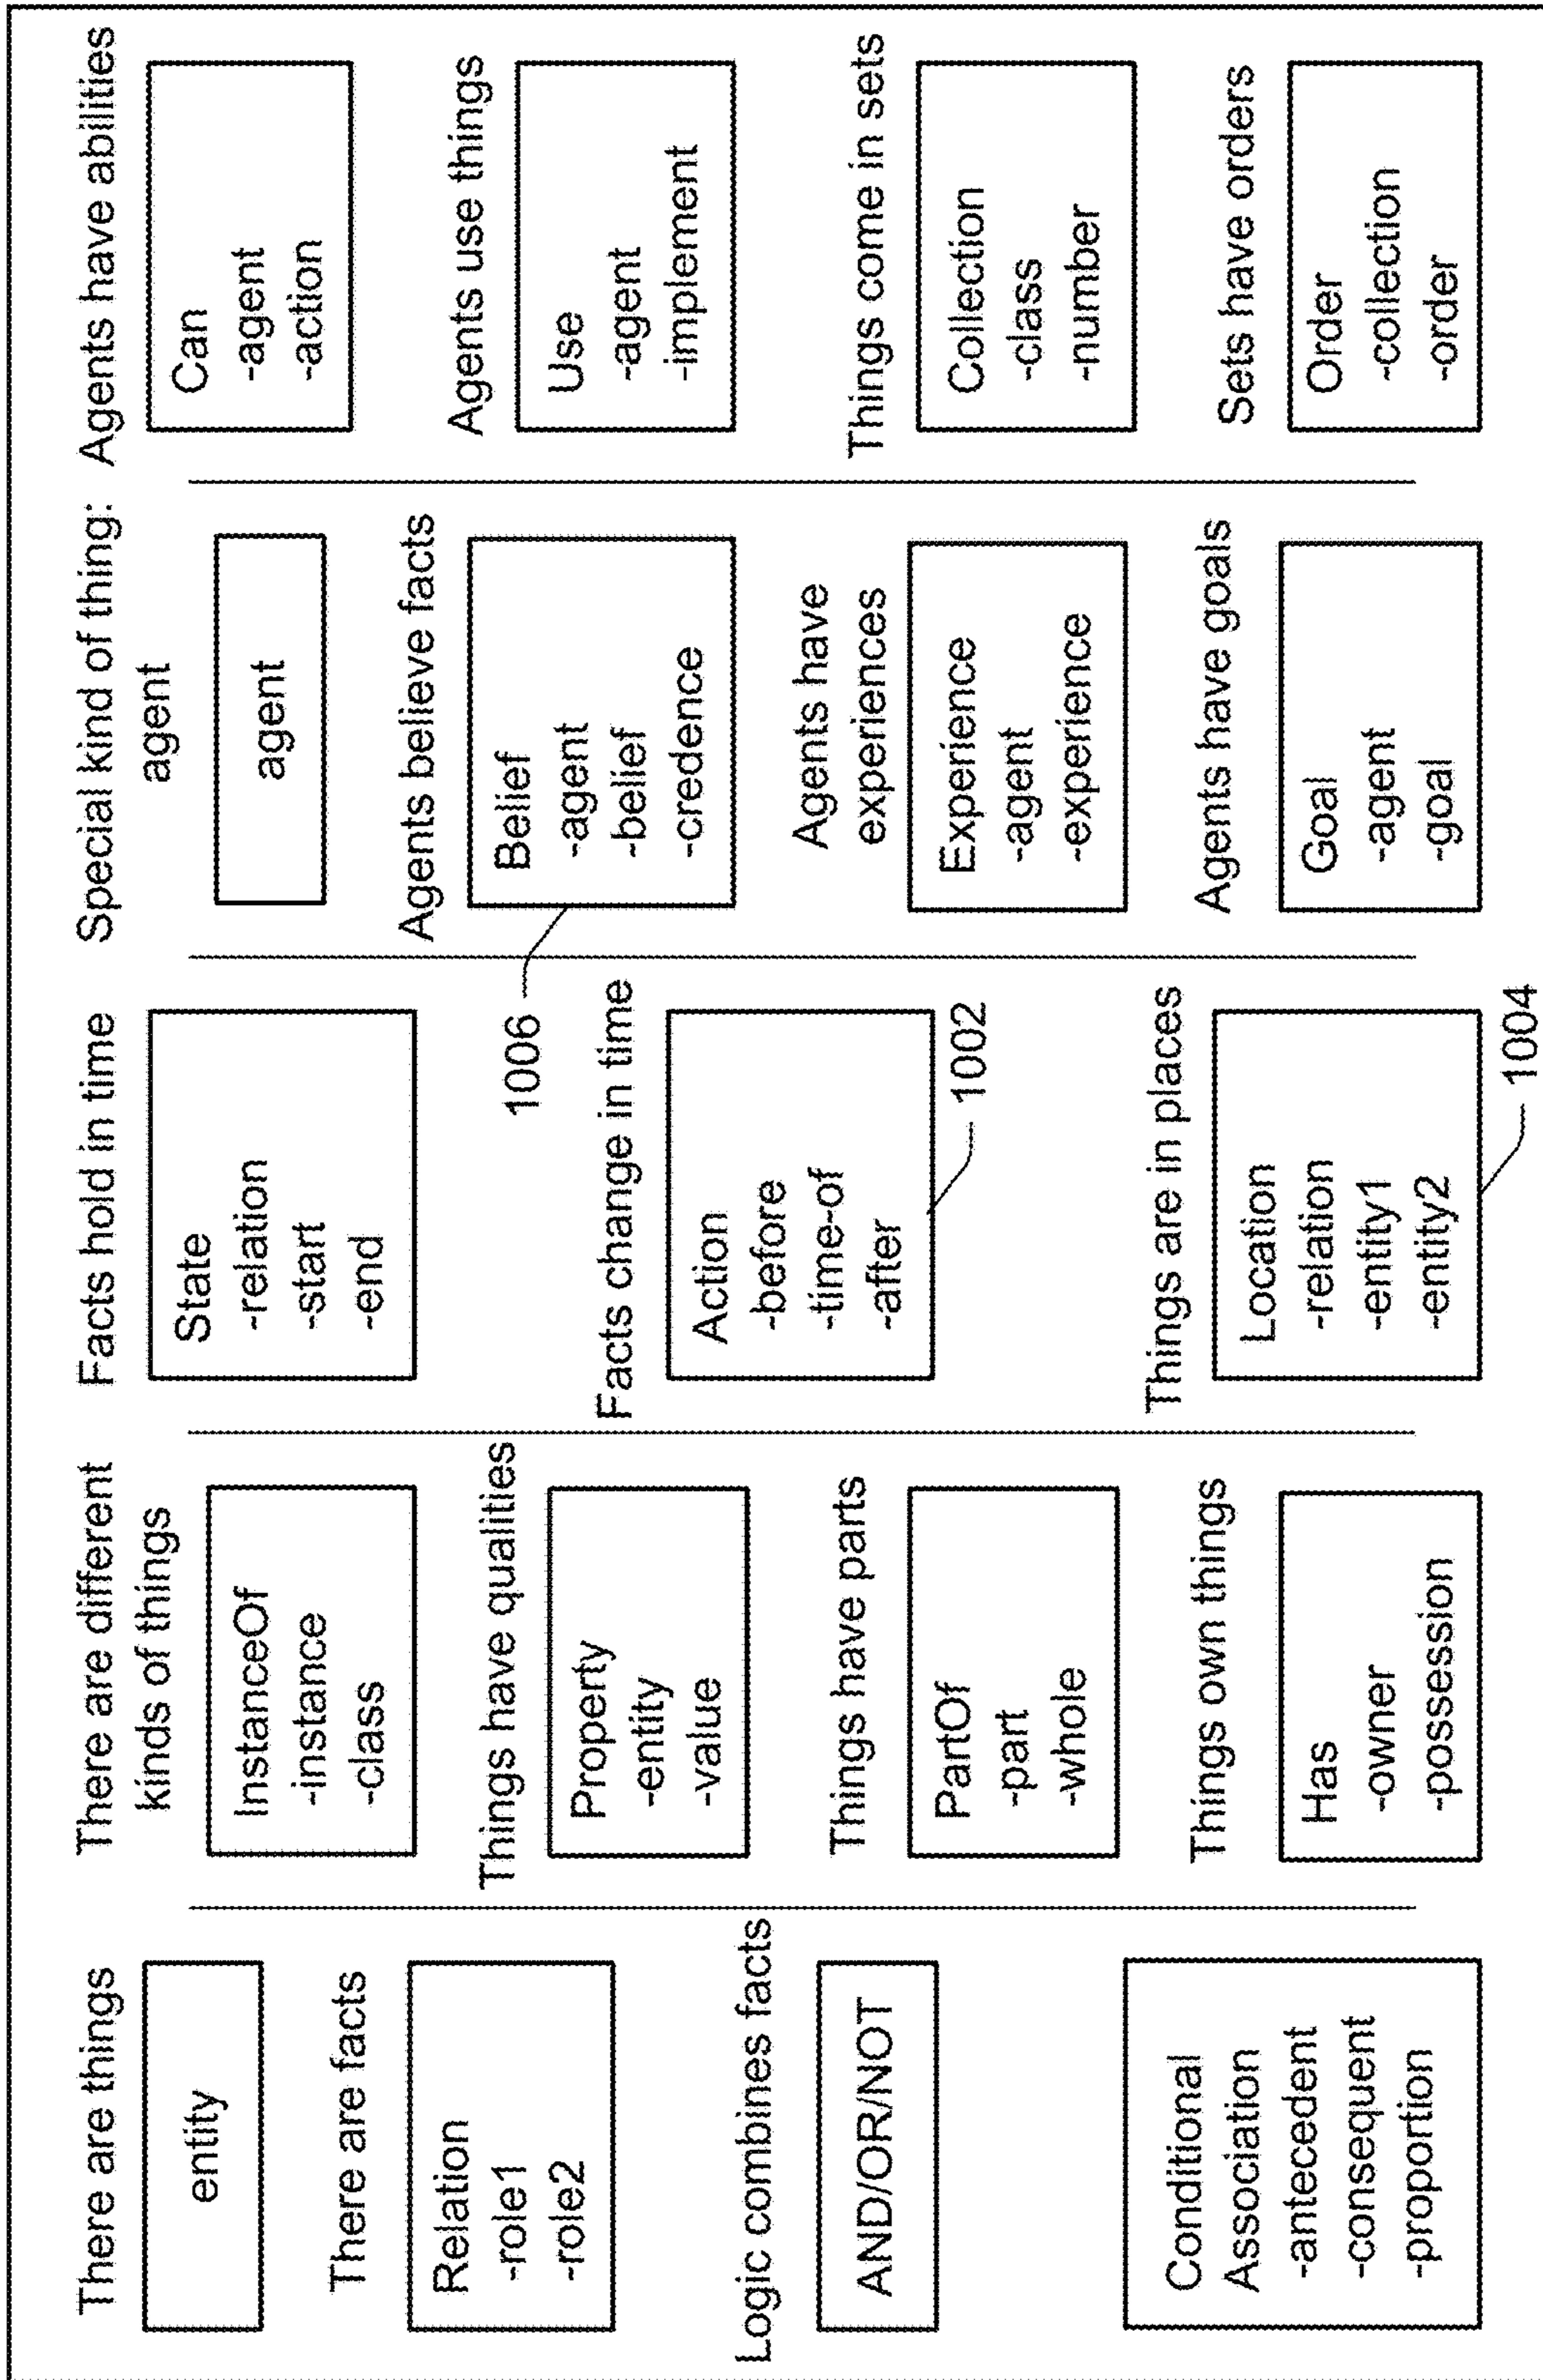 There are things
entity
There are facts
Relation
-role1
-role2
Logic combines facts
AND/OR/NOT
Conditional
Association
-antecedent
-consequent
-proportion
There are different
kinds of things
InstanceOf
-instance
-class
Things have qualities
Property
-entity
-value
Things have parts
PartOf
-part
-whole
Things own things
Has
-owner
-possession
Facts hold in time
State
-relation
-start
-end
1006
Facts change in time
Action
-before
-time-of
-after
1002
Things are in places
Location
-relation
-entity1
-entity2
1004
Special kind of thing:
agent
agent
Agents believe facts
Belief
-agent
-belief
-credence
Agents have
experiences
Experience
-agent
-experience
Agents have goals
Goal
-agent
-goal
Agents have abilities
Can
-agent
-action
Agents use things
Use
-agent
-implement
Things come in sets
Collection
-class
-number
Sets have orders
Order
-collection
-order